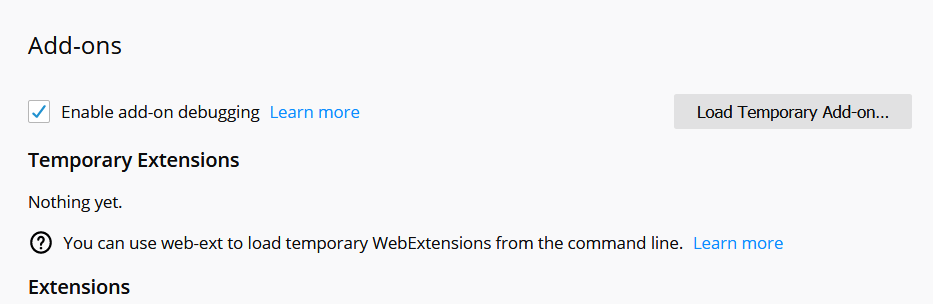 Add-ons
Enable add-on debugging Learn more Load Temporary Add-on...
Temporary Extensions
Nothing yet.
You can use web-ext to load temporary WebExtensions from the command line. Learn more
Extensions